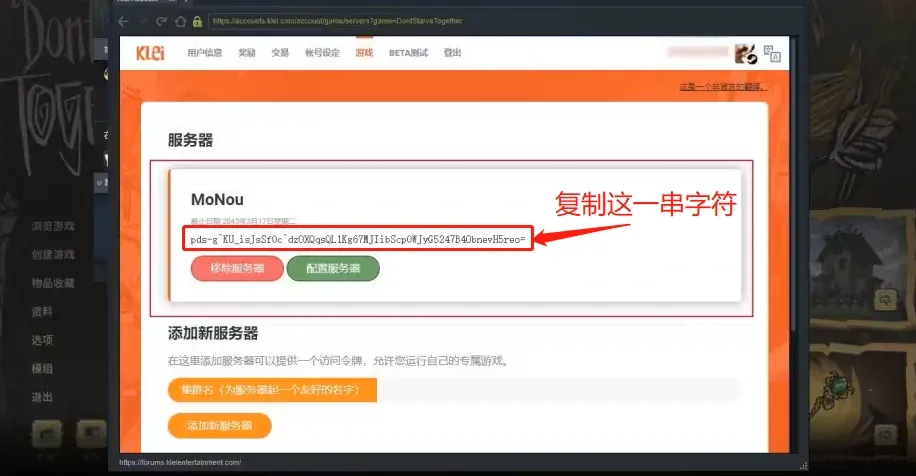 https://accounts.klei.com/account/game/servers?game=DontStarveTogether
Klei 用户信息 奖励 交易 帐号设定 游戏 BETA测试 登出
这是一个非官方的翻译。
服务器
MoNou
截止日期 2043年3月17日星期二
pds-g^KU_isJsSf0c^dzOXQqsQL1Kg67MJIibScp0WJyG5247B4ObnevH5reo=
复制这一串字符
移除服务器 配置服务器
添加新服务器
在这里添加服务器可以提供一个访问令牌，允许您运行自己的专属游戏。
集群名（为服务器起一个友好的名字）
添加新服务器
浏览游戏
创建游戏
物品收藏
资料
选项
模组
退出
https://forums.kleientertainment.com/